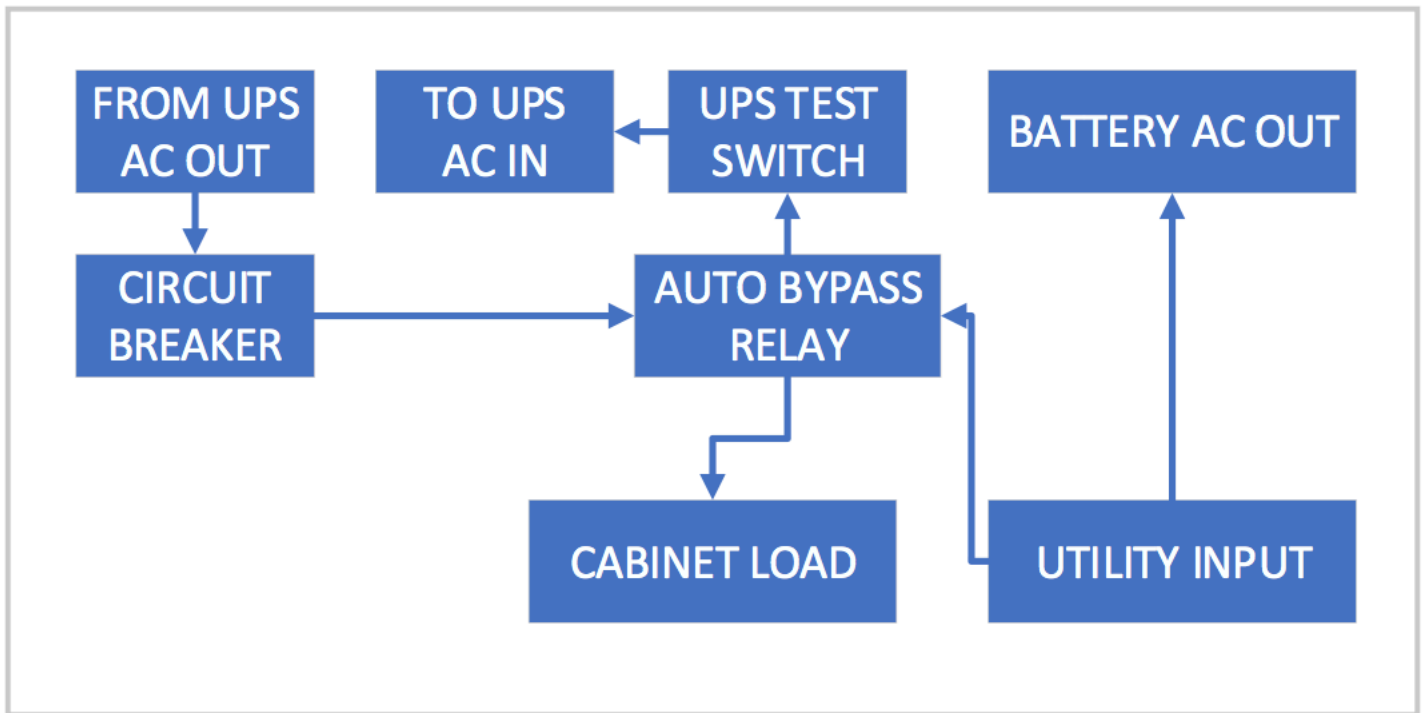 FROM UPS
AC OUT
TO UPS
AC IN
UPS TEST
SWITCH
BATTERY AC OUT
CIRCUIT
BREAKER
AUTO BYPASS
RELAY
CABINET LOAD
UTILITY INPUT